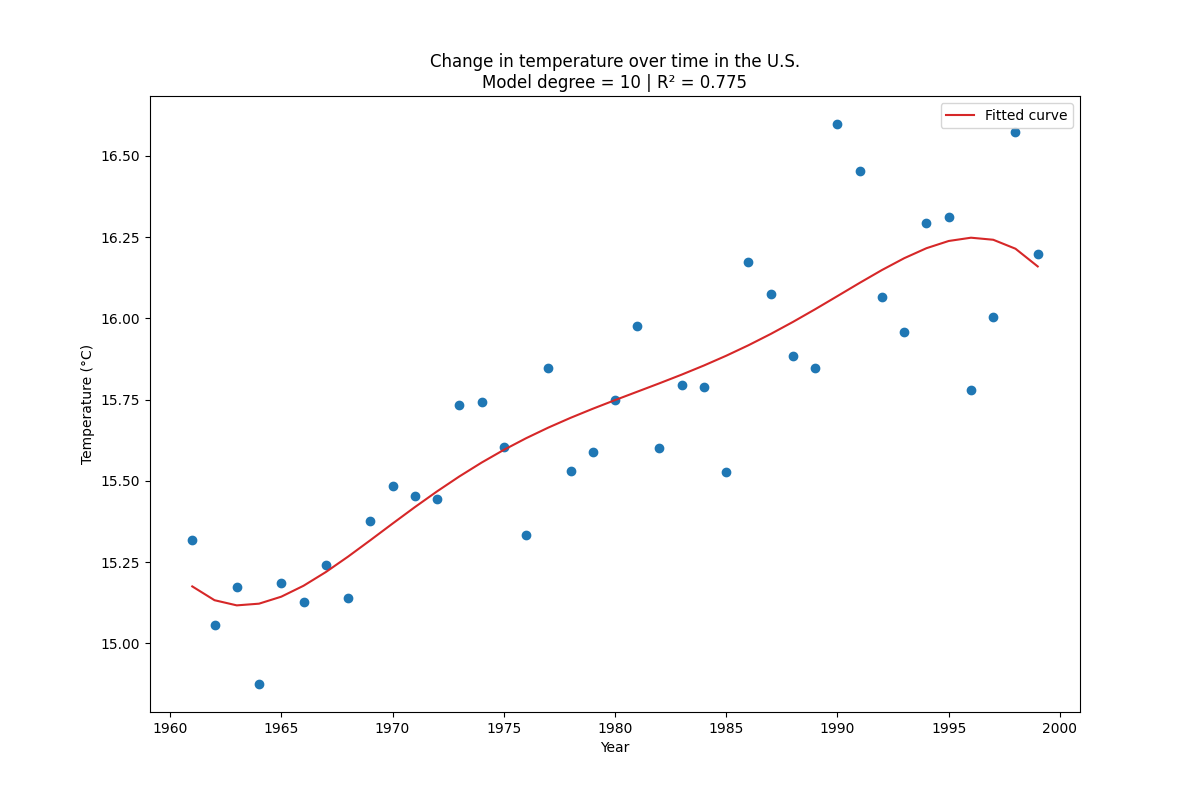 Change in temperature over time in the U.S.
Model degree = 10 | R² = 0.775
Fitted curve
Temperature (°C)
16.50
16.25
16.00
15.75
15.50
15.25
15.00
1960 1965 1970 1975 1980 1985 1990 1995 2000
Year